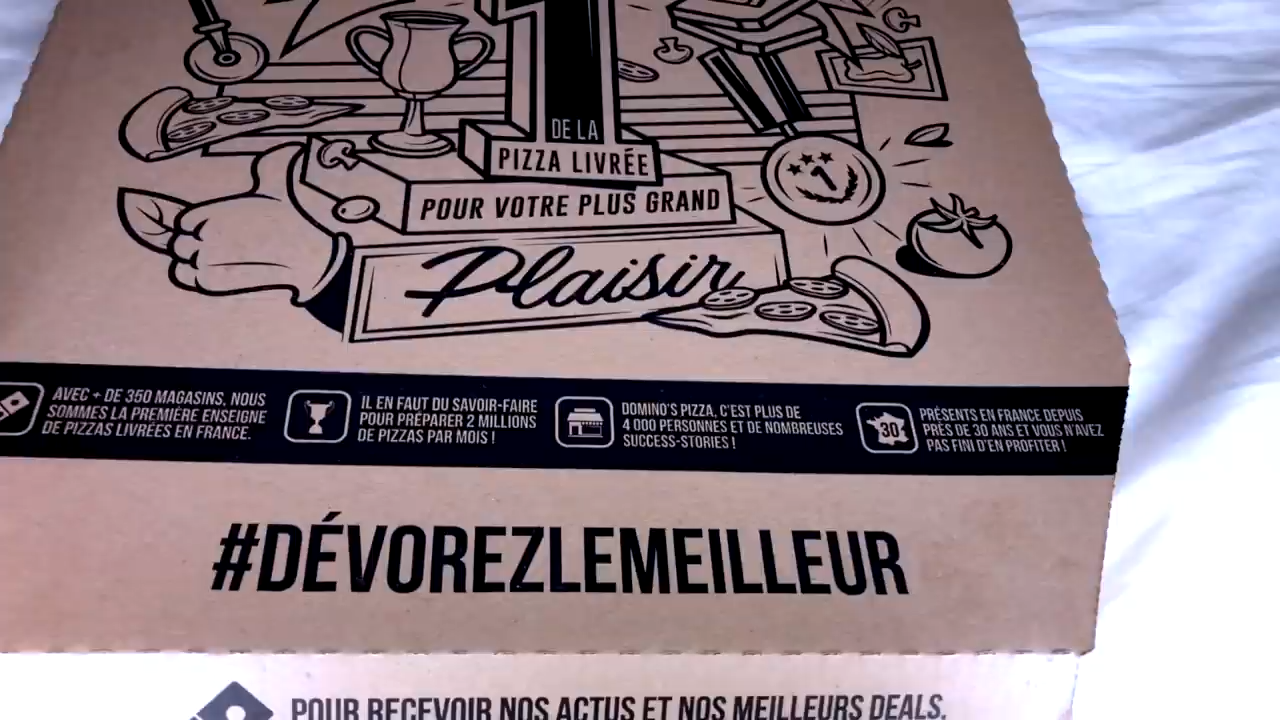 1
DE LA
PIZZA LIVRÉE
POUR VOTRE PLUS GRAND
1
Plaisir
AVEC + DE 350 MAGASINS, NOUS
SOMMES LA PREMIÈRE ENSEIGNE
DE PIZZAS LIVRÉES EN FRANCE.
IL EN FAUT DU SAVOIR-FAIRE
POUR PRÉPARER 2 MILLIONS
DE PIZZAS PAR MOIS !
DOMINO'S PIZZA, C'EST PLUS DE
4 000 PERSONNES ET DE NOMBREUSES
SUCCESS-STORIES !
30
PRÉSENTS EN FRANCE DEPUIS
PRÈS DE 30 ANS ET VOUS N'AVEZ
PAS FINI D'EN PROFITER !
#DÉVOREZLEMEILLEUR
POUR RECEVOIR NOS ACTUS ET NOS MEILLEURS DEALS,